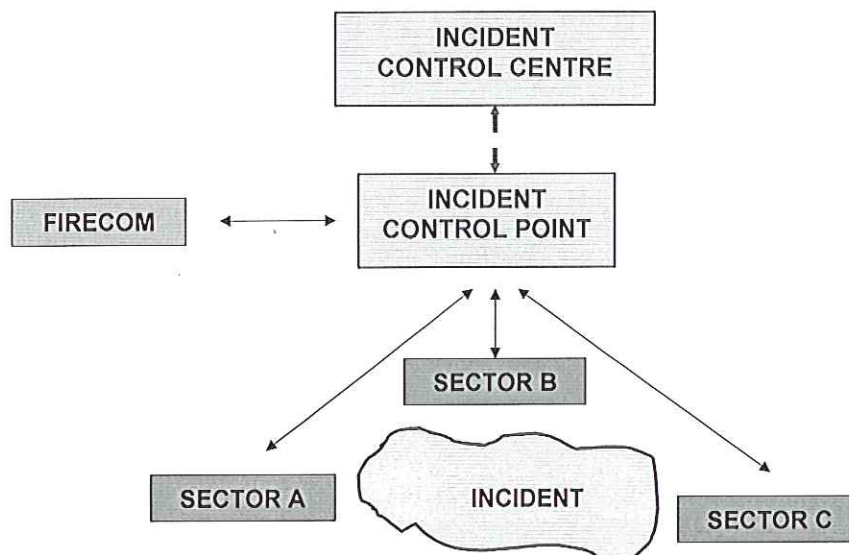 INCIDENT
CONTROL CENTRE
INCIDENT
CONTROL POINT
FIRECOM
SECTOR B
SECTOR A
INCIDENT
SECTOR C